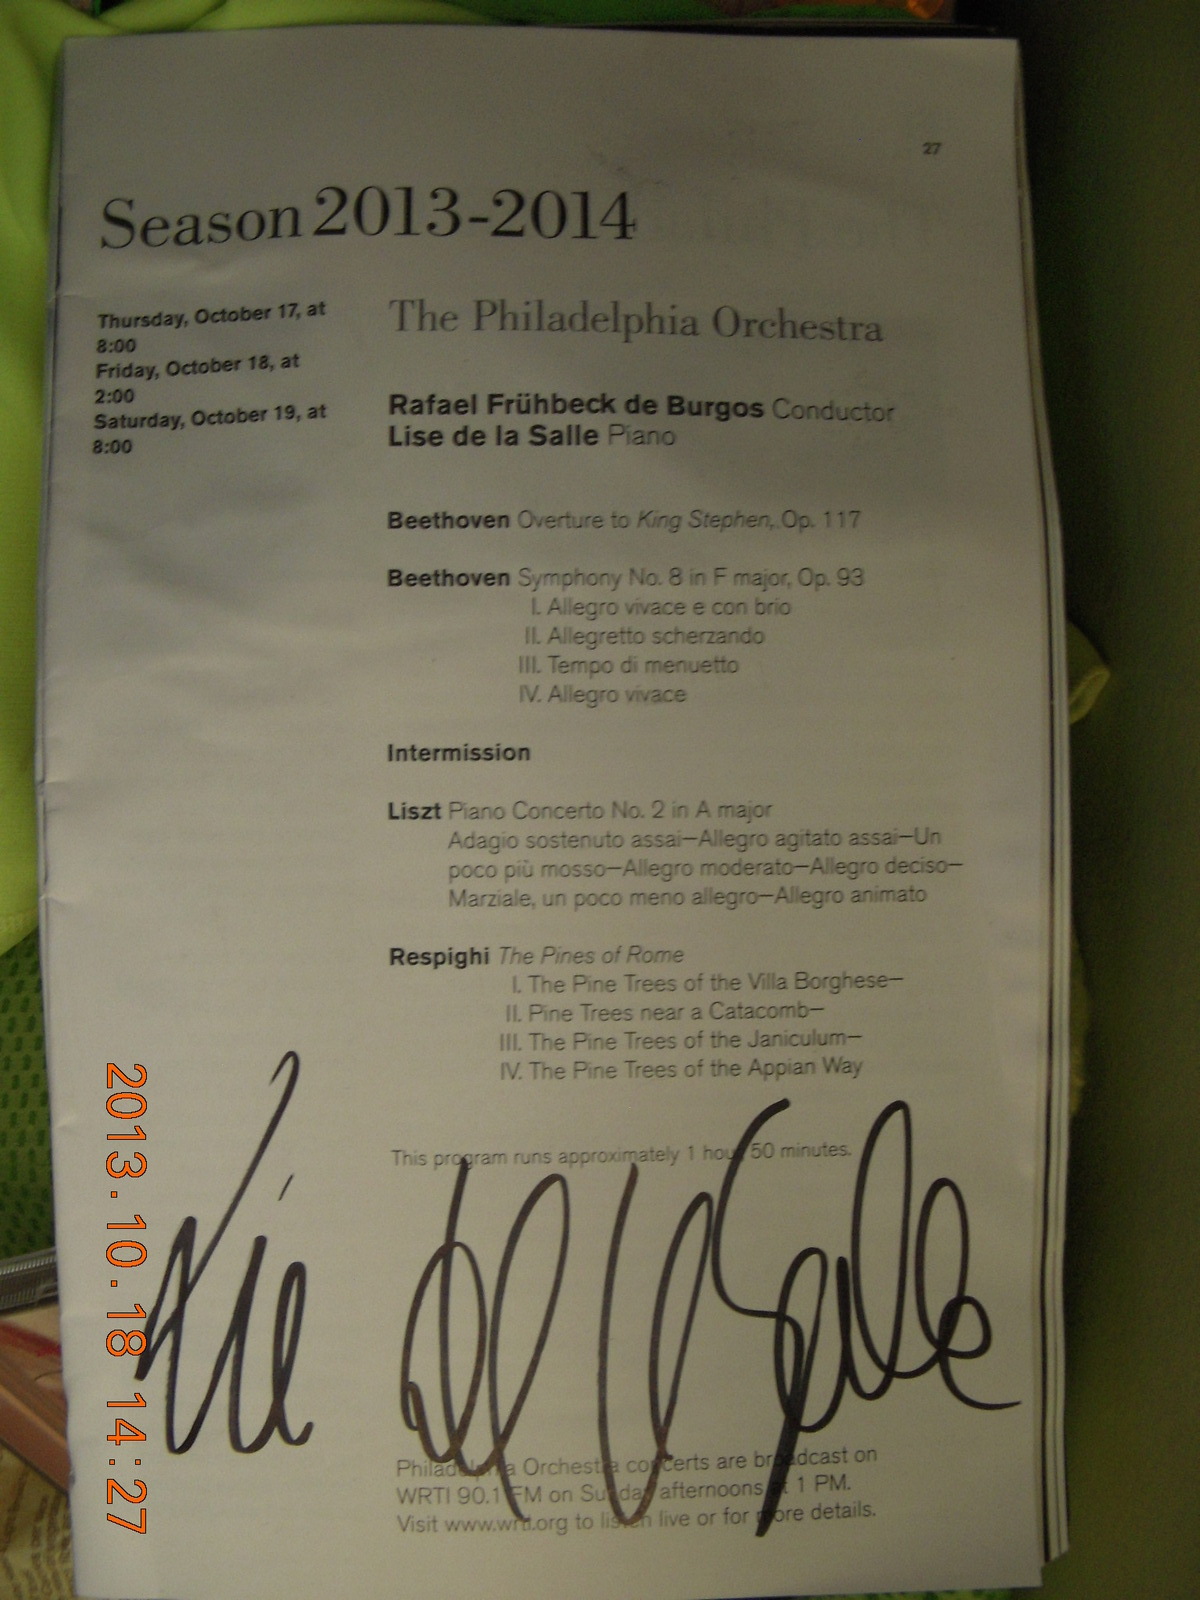 27
Season 2013-2014
Thursday, October 17, at
8:00
Friday, October 18, at
2:00
Saturday, October 19, at
8:00
The Philadelphia Orchestra
Rafael Frühbeck de Burgos Conductor
Lise de la Salle Piano
Beethoven Overture to King Stephen, Op. 117
Beethoven Symphony No. 8 in F major, Op. 93
I. Allegro vivace e con brio
II. Allegretto scherzando
III. Tempo di menuetto
IV. Allegro vivace
Intermission
Liszt Piano Concerto No. 2 in A major
Adagio sostenuto assai—Allegro agitato assai—Un
poco più mosso—Allegro moderato—Allegro deciso—
Marziale, un poco meno allegro—Allegro animato
Respighi The Pines of Rome
I. The Pine Trees of the Villa Borghese—
II. Pine Trees near a Catacomb—
III. The Pine Trees of the Janiculum—
IV. The Pine Trees of the Appian Way
This program runs approximately 1 hour, 50 minutes.
Lise de la Salle
Philadelphia Orchestra concerts are broadcast on
WRTI 90.1 FM on Sunday afternoons at 1 PM.
Visit www.wrti.org to listen live or for more details.
2013.10.18 14:27